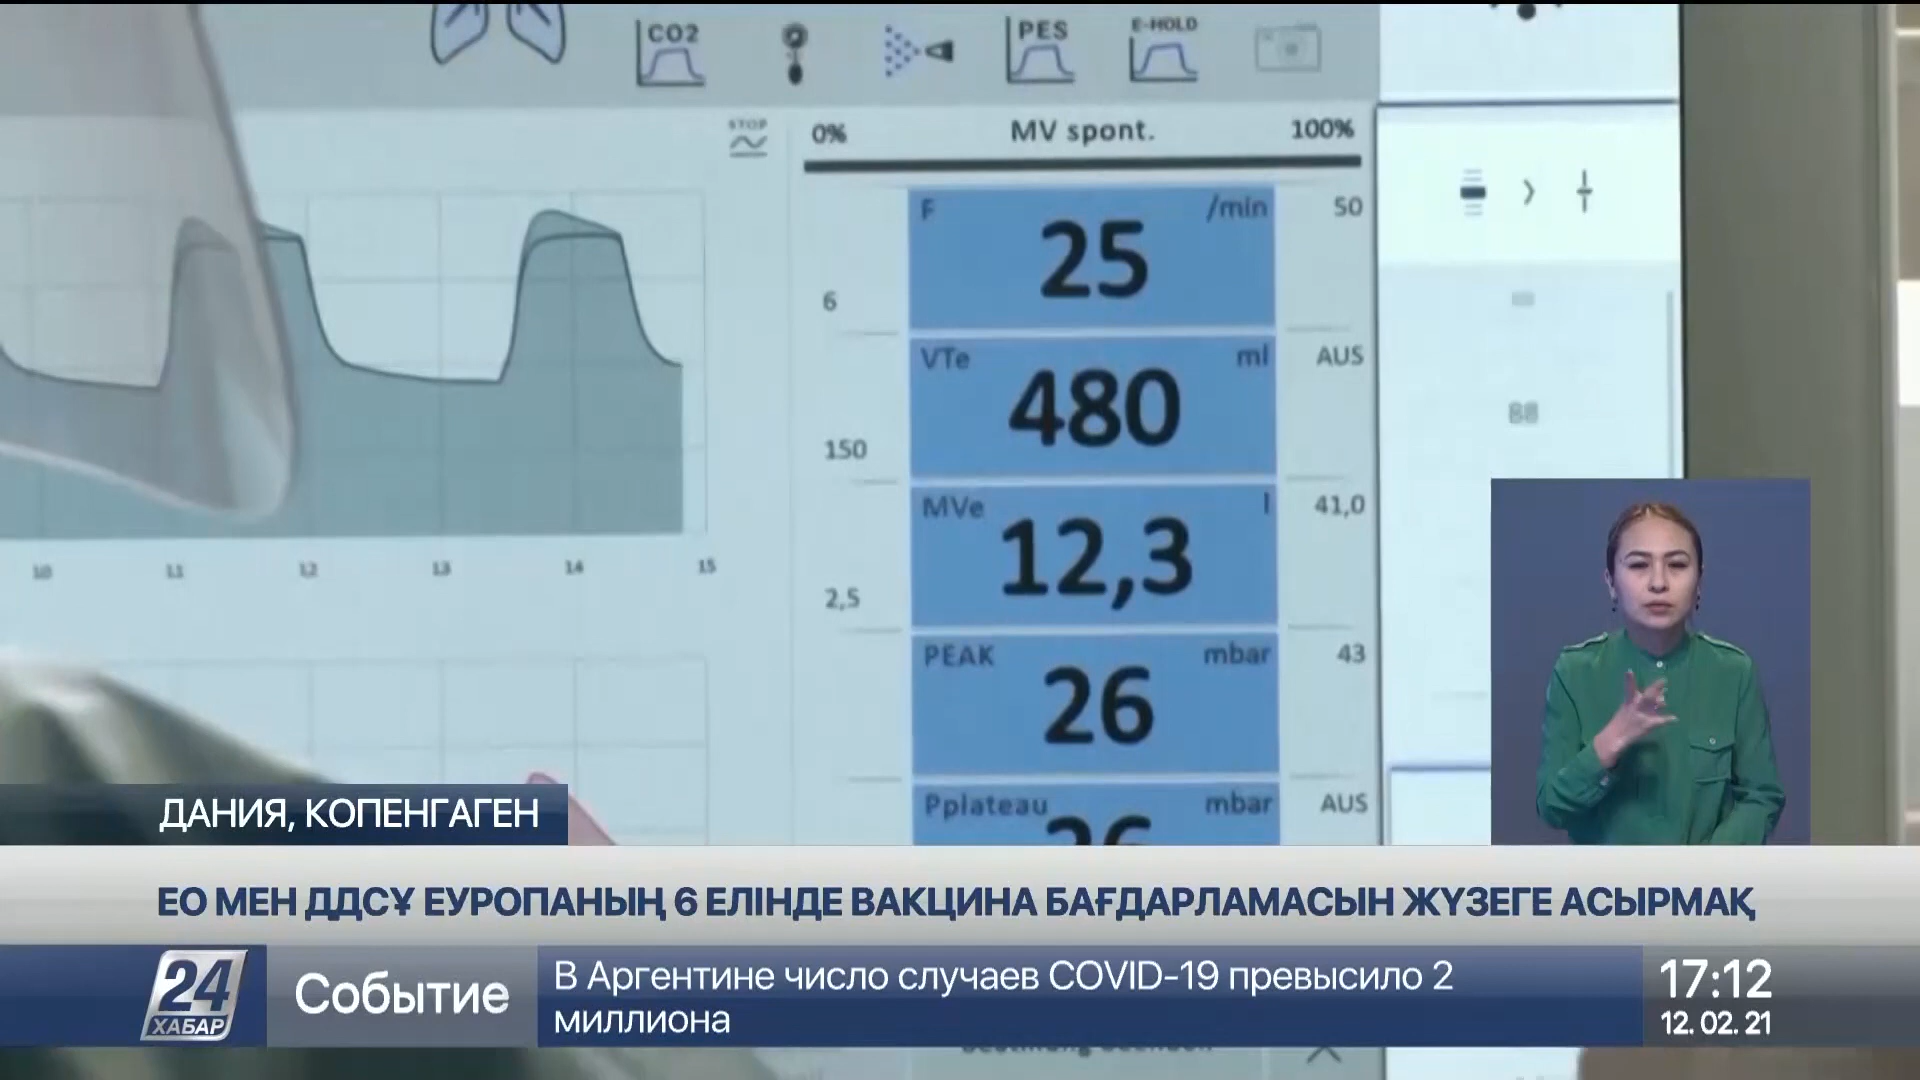 CO2
PES
E-HOLD
STOP
0% MV spont. 100%
F /min 50
25
6
VTe ml AUS
480
150
88
MVe l 41,0
12,3
10 11 12 13 14 15
2,5
PEAK mbar 43
26
Pplateau mbar AUS
26
ДАНИЯ, КОПЕНГАГЕН
ЕО МЕН ДДСҰ ЕУРОПАНЫҢ 6 ЕЛІНДЕ ВАКЦИНА БАҒДАРЛАМАСЫН ЖҮЗЕГЕ АСЫРМАҚ
24
ХАБАР
Событие
В Аргентине число случаев COVID-19 превысило 2
миллиона
17:12
12. 02. 21